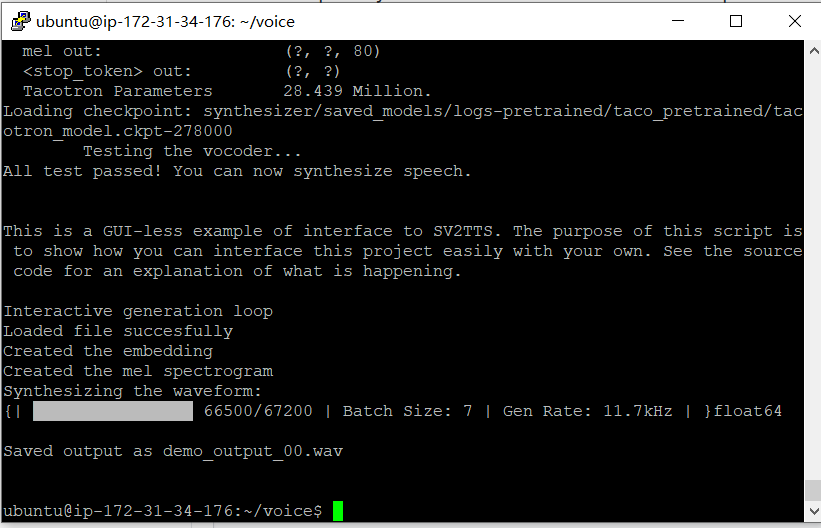 ubuntu@ip-172-31-34-176: ~/voice
mel out:                   (?, ?, 80)
<stop_token> out:          (?, ?)
Tacotron Parameters       28.439 Million.
Loading checkpoint: synthesizer/saved_models/logs-pretrained/taco_pretrained/tac
otron_model.ckpt-278000
Testing the vocoder...
All test passed! You can now synthesize speech.
This is a GUI-less example of interface to SV2TTS. The purpose of this script is
to show how you can interface this project easily with your own. See the source
code for an explanation of what is happening.
Interactive generation loop
Loaded file succesfully
Created the embedding
Created the mel spectrogram
Synthesizing the waveform:
{| ████████████████ 66500/67200 | Batch Size: 7 | Gen Rate: 11.7kHz | }float64
Saved output as demo_output_00.wav
ubuntu@ip-172-31-34-176:~/voice$